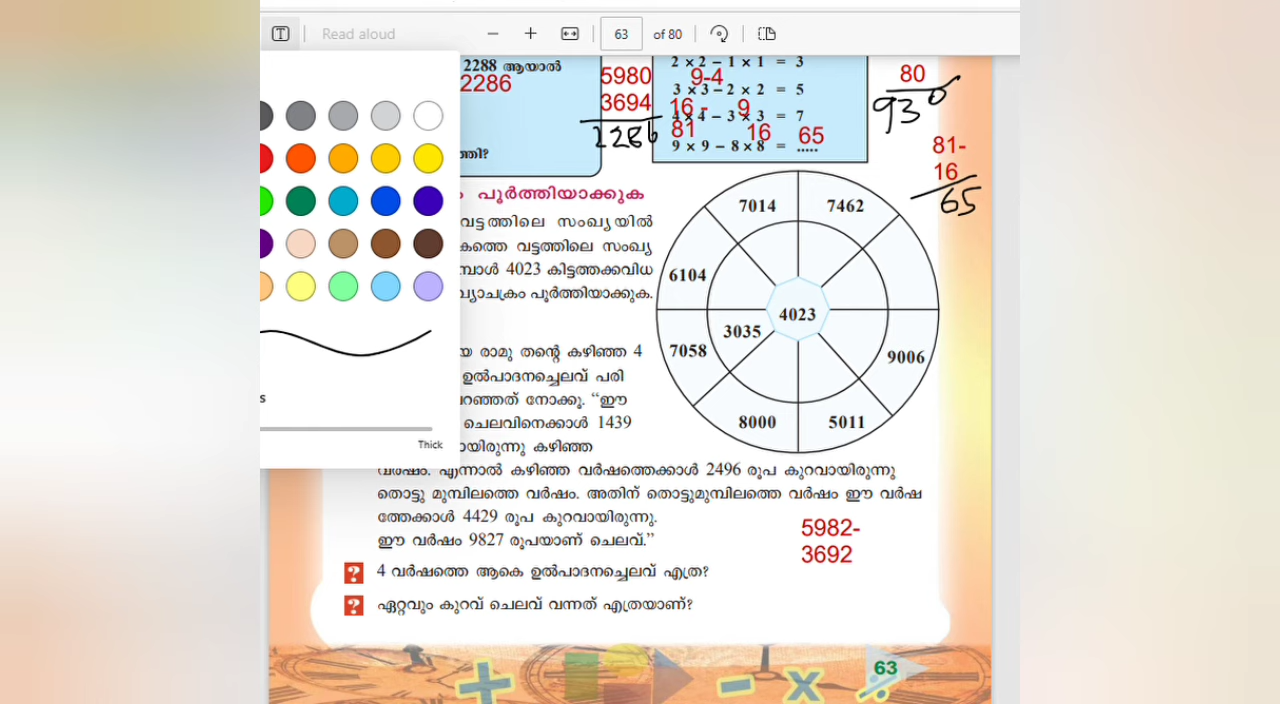 Read aloud
63
of 80
2288 ആയാൽ
2286
ത്തി?
5980
3694
2286
2 × 2 – 1 × 1 = 3
9-4
3 × 3 – 2 × 2 = 5
16 - 9
4 × 4 – 3 × 3 = 7
81 16 65
9 × 9 – 8 × 8 = .....
80
930
81-
16
65
പൂർത്തിയാക്കുക
വട്ടത്തിലെ സംഖ്യയിൽ
കത്തെ വട്ടത്തിലെ സംഖ്യ
മ്പാൾ 4023 കിട്ടത്തക്കവിധ
ഖ്യാചക്രം പൂർത്തിയാക്കുക.
7014
7462
6104
4023
3035
7058
9006
8000
5011
യ രാമു തന്റെ കഴിഞ്ഞ 4
ഉൽപാദനച്ചെലവ് പരി
റഞ്ഞത് നോക്കൂ. “ഈ
ചെലവിനെക്കാൾ 1439
ായിരുന്നു കഴിഞ്ഞ
വർഷം. എന്നാൽ കഴിഞ്ഞ വർഷത്തെക്കാൾ 2496 രൂപ കുറവായിരുന്നു
തൊട്ടു മുമ്പിലത്തെ വർഷം. അതിന് തൊട്ടുമുമ്പിലത്തെ വർഷം ഈ വർഷ
ത്തേക്കാൾ 4429 രൂപ കുറവായിരുന്നു.
ഈ വർഷം 9827 രൂപയാണ് ചെലവ്.”
5982-
3692
? 4 വർഷത്തെ ആകെ ഉൽപാദനച്ചെലവ് എത്ര?
? ഏറ്റവും കുറവ് ചെലവ് വന്നത് എത്രയാണ്?
s
Thick
63